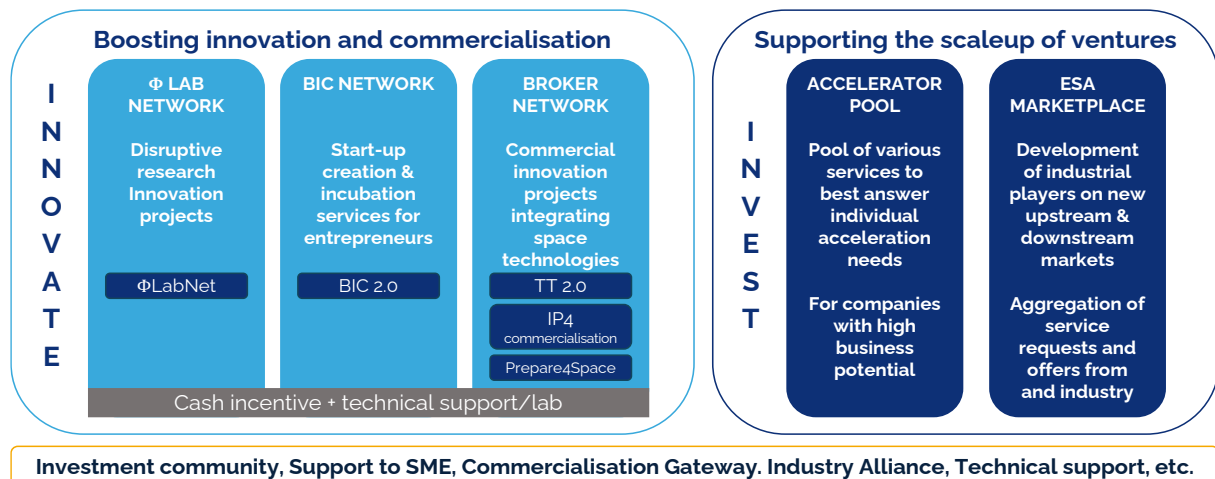 Boosting innovation and commercialisation
I
N
N
O
V
A
T
E
Φ LAB
NETWORK
Disruptive
research
Innovation
projects
ΦLabNet
BIC NETWORK
Start-up
creation &
incubation
services for
entrepreneurs
BIC 2.0
BROKER
NETWORK
Commercial
innovation
projects
integrating
space
technologies
TT 2.0
IP4
commercialisation
Prepare4Space
Cash incentive + technical support/lab
Supporting the scaleup of ventures
I
N
V
E
S
T
ACCELERATOR
POOL
Pool of various
services to
best answer
individual
acceleration
needs
For companies
with high
business
potential
ESA
MARKETPLACE
Development
of industrial
players on new
upstream &
downstream
markets
Aggregation of
service
requests and
offers from
and industry
Investment community, Support to SME, Commercialisation Gateway. Industry Alliance, Technical support, etc.